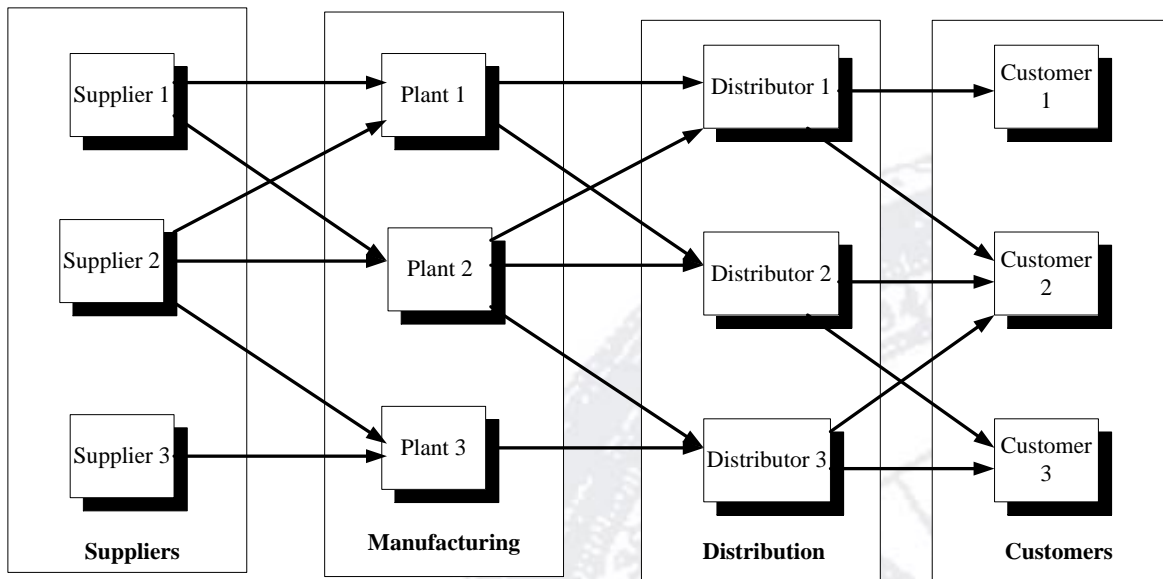 Supplier 1
Supplier 2
Supplier 3
Suppliers
Plant 1
Plant 2
Plant 3
Manufacturing
Distributor 1
Distributor 2
Distributor 3
Distribution
Customer
1
Customer
2
Customer
3
Customers